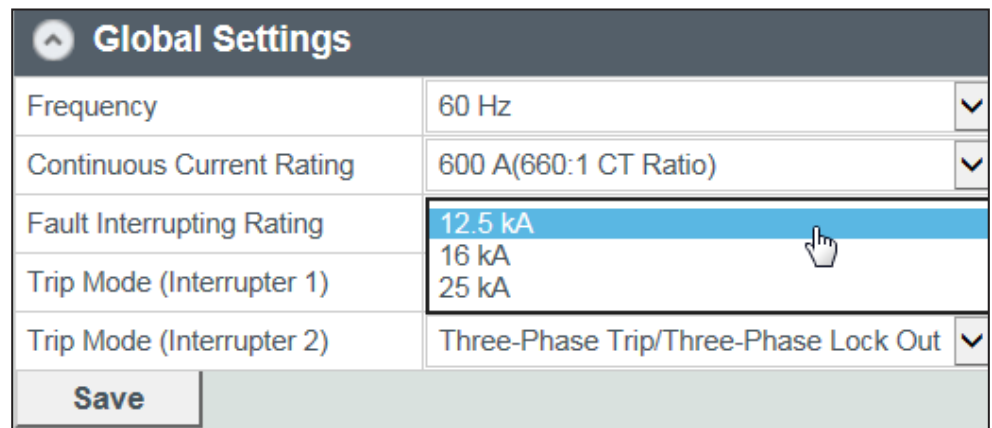 Global Settings
Frequency 60 Hz
Continuous Current Rating 600 A(660:1 CT Ratio)
Fault Interrupting Rating 12.5 kA
16 kA
Trip Mode (Interrupter 1) 25 kA
Trip Mode (Interrupter 2) Three-Phase Trip/Three-Phase Lock Out
Save